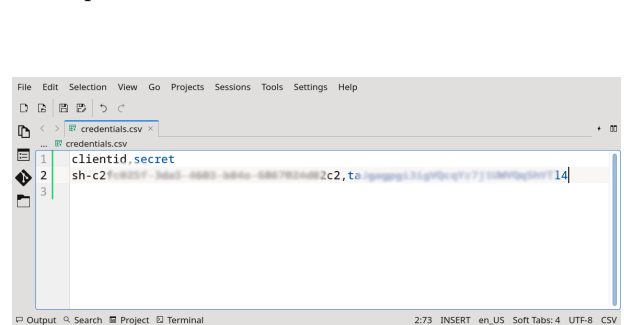 File Edit Selection View Go Projects Sessions Tools Settings Help
credentials.csv
... credentials.csv
1 clientid,secret
2 sh-c2 c2,ta l4
3
Output Search Project Terminal 2:73 INSERT en_US Soft Tabs: 4 UTF-8 CSV